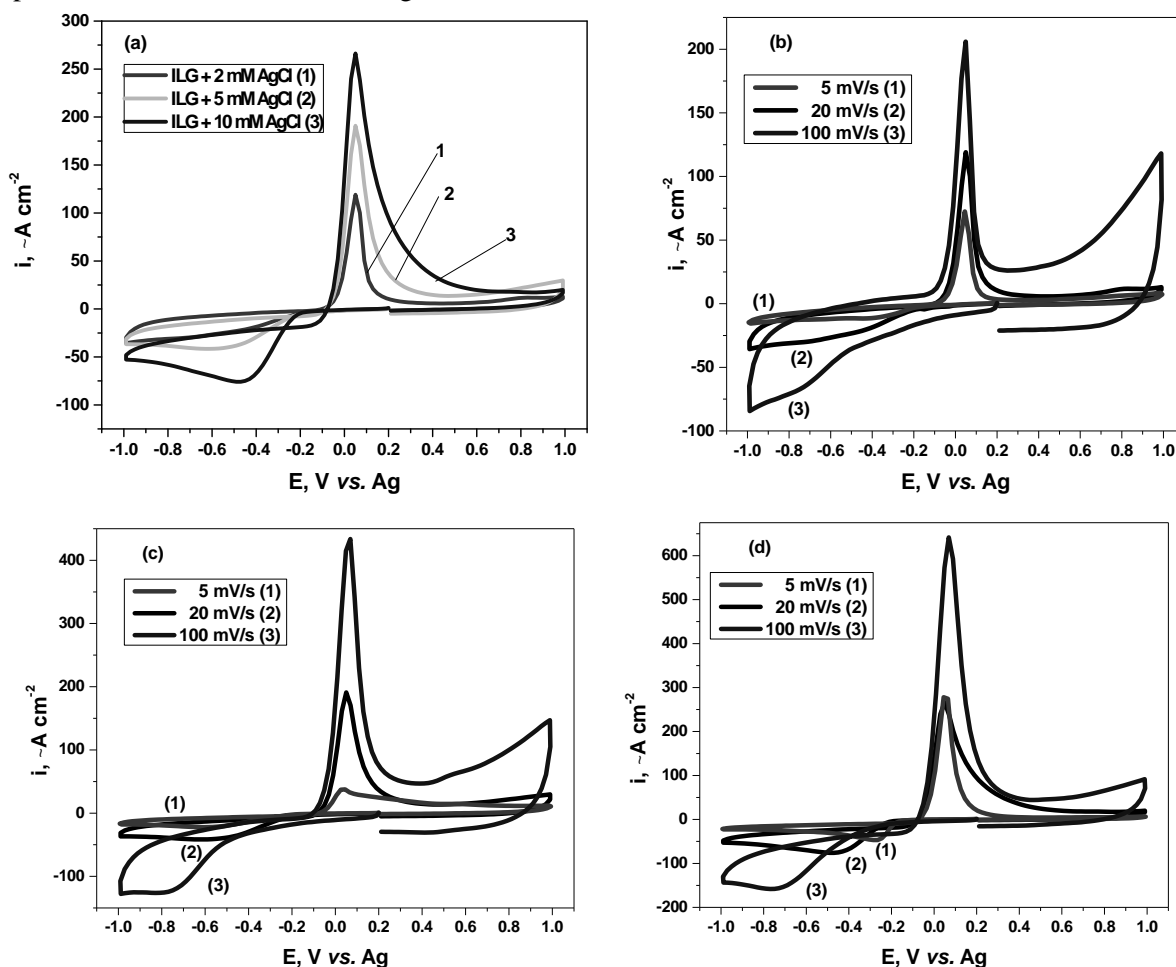 (a)
ILG + 2 mM AgCl (1)
ILG + 5 mM AgCl (2)
ILG + 10 mM AgCl (3)
1
2
3
300
250
200
150
100
50
0
-50
-100
i, ~A cm-2
-1.0 -0.8 -0.6 -0.4 -0.2 0.0 0.2 0.4 0.6 0.8 1.0
E, V vs. Ag
(b)
5 mV/s (1)
20 mV/s (2)
100 mV/s (3)
(1)
(2)
(3)
200
150
100
50
0
-50
-100
i, ~A cm-2
-1.0 -0.8 -0.6 -0.4 -0.2 0.0 0.2 0.4 0.6 0.8 1.0
E, V vs. Ag
(c)
5 mV/s (1)
20 mV/s (2)
100 mV/s (3)
(1)
(2)
(3)
400
300
200
100
0
-100
i, ~A cm-2
-1.0 -0.8 -0.6 -0.4 -0.2 0.0 0.2 0.4 0.6 0.8 1.0
E, V vs. Ag
(d)
5 mV/s (1)
20 mV/s (2)
100 mV/s (3)
(1)
(2)
(3)
600
500
400
300
200
100
0
-100
-200
i, ~A cm-2
-1.0 -0.8 -0.6 -0.4 -0.2 0.0 0.2 0.4 0.6 0.8 1.0
E, V vs. Ag